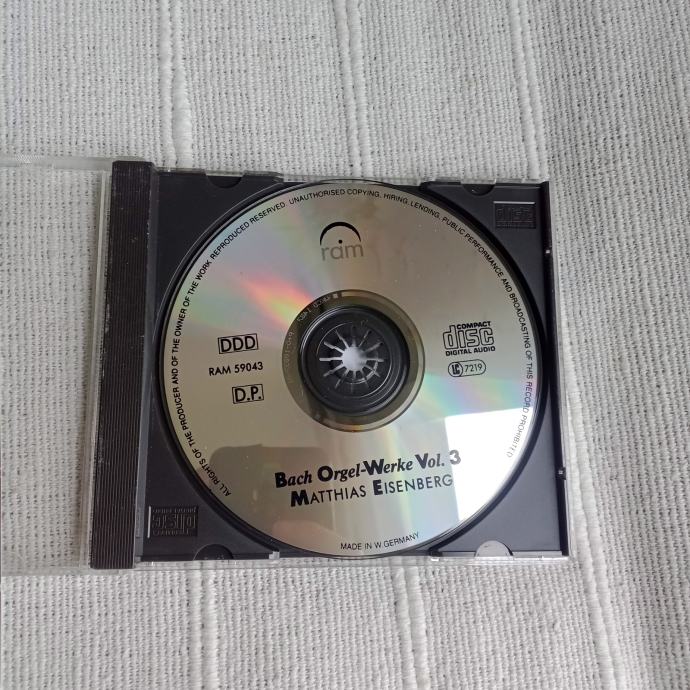 ALL RIGHTS OF THE PRODUCER AND OF THE OWNER OF THE WORK REPRODUCED RESERVED. UNAUTHORISED COPYING, HIRING, LENDING, PUBLIC PERFORMANCE AND BROADCASTING OF THIS RECORD PROHIBITED
ram
DDD
RAM 59043
D.P.
COMPACT
disc
DIGITAL AUDIO
LC 7219
Bach Orgel-Werke Vol. 3
MATTHIAS EISENBERG
MADE IN W.GERMANY